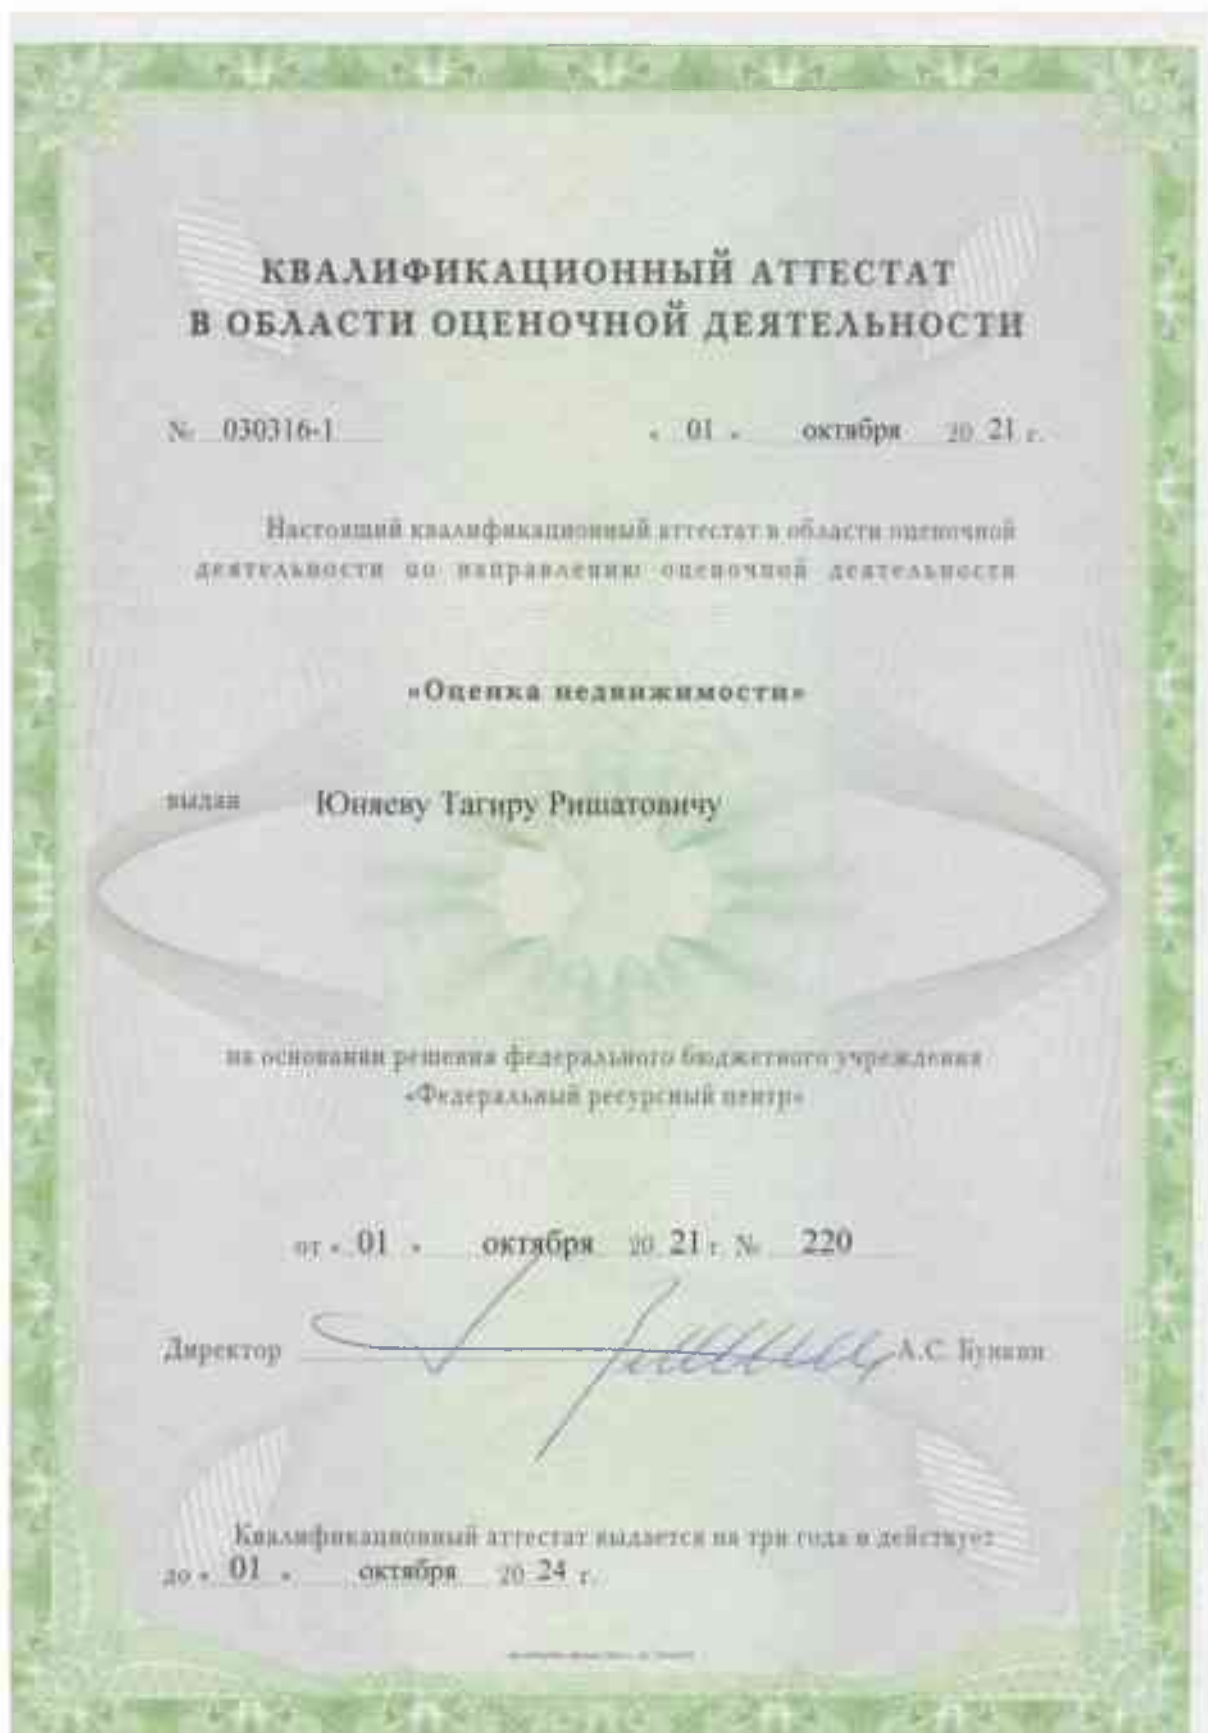 КВАЛИФИКАЦИОННЫЙ АТТЕСТАТ
В ОБЛАСТИ ОЦЕНОЧНОЙ ДЕЯТЕЛЬНОСТИ
№ 030316-1 « 01 » октября 20 21 г.
Настоящий квалификационный аттестат в области оценочной
деятельности по направлению оценочной деятельности
«Оценка недвижимости»
выдан Юняеву Тагиру Ришатовичу
на основании решения федерального бюджетного учреждения
«Федеральный ресурсный центр»
от « 01 » октября 20 21 г. № 220
Директор А.С. Бункин
Квалификационный аттестат выдается на три года и действует
до « 01 » октября 20 24 г.